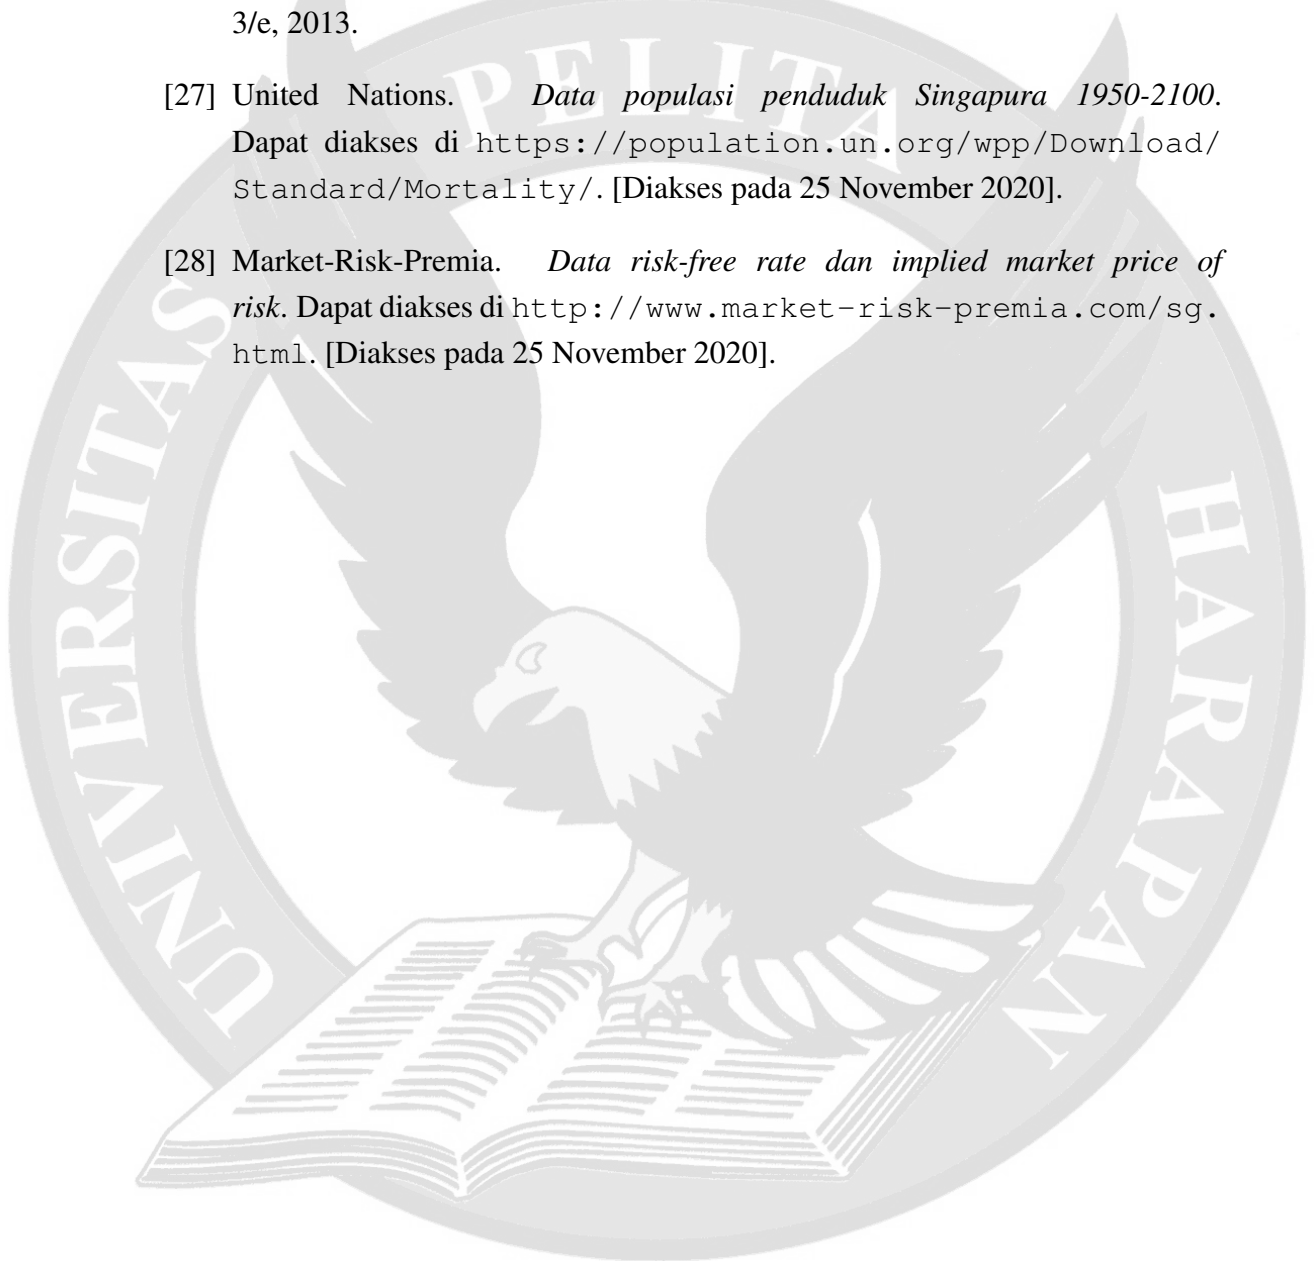 3/e, 2013.
[27] United Nations. Data populasi penduduk Singapura 1950-2100.
Dapat diakses di https://population.un.org/wpp/Download/
Standard/Mortality/. [Diakses pada 25 November 2020].
[28] Market-Risk-Premia. Data risk-free rate dan implied market price of
risk. Dapat diakses di http://www.market-risk-premia.com/sg.
html. [Diakses pada 25 November 2020].
UNIVERSITAS PELITA HARAPAN